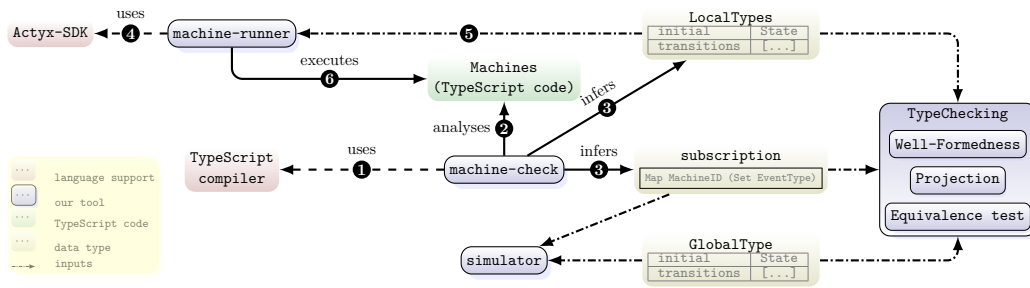 uses
Actyx-SDK
4
machine-runner
5
LocalTypes
initial State
transitions [...]
executes
6
Machines
(TypeScript code)
infers
3
analyses
2
TypeChecking
Well-Formedness
Projection
Equivalence test
TypeScript
compiler
uses
1
machine-check
infers
3
subscription
Map MachineID (Set EventType)
simulator
GlobalType
initial State
transitions [...]
... language support
... our tool
... TypeScript code
... data type
inputs